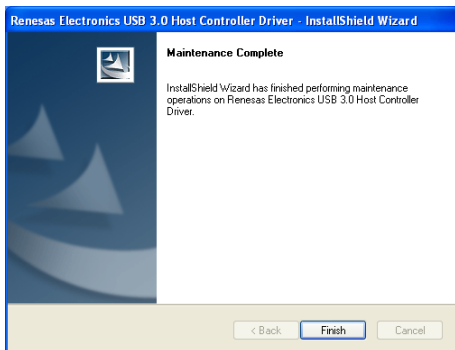 Renesas Electronics USB 3.0 Host Controller Driver - InstallShield Wizard
Maintenance Complete
InstallShield Wizard has finished performing maintenance
operations on Renesas Electronics USB 3.0 Host Controller
Driver.
< Back Finish Cancel